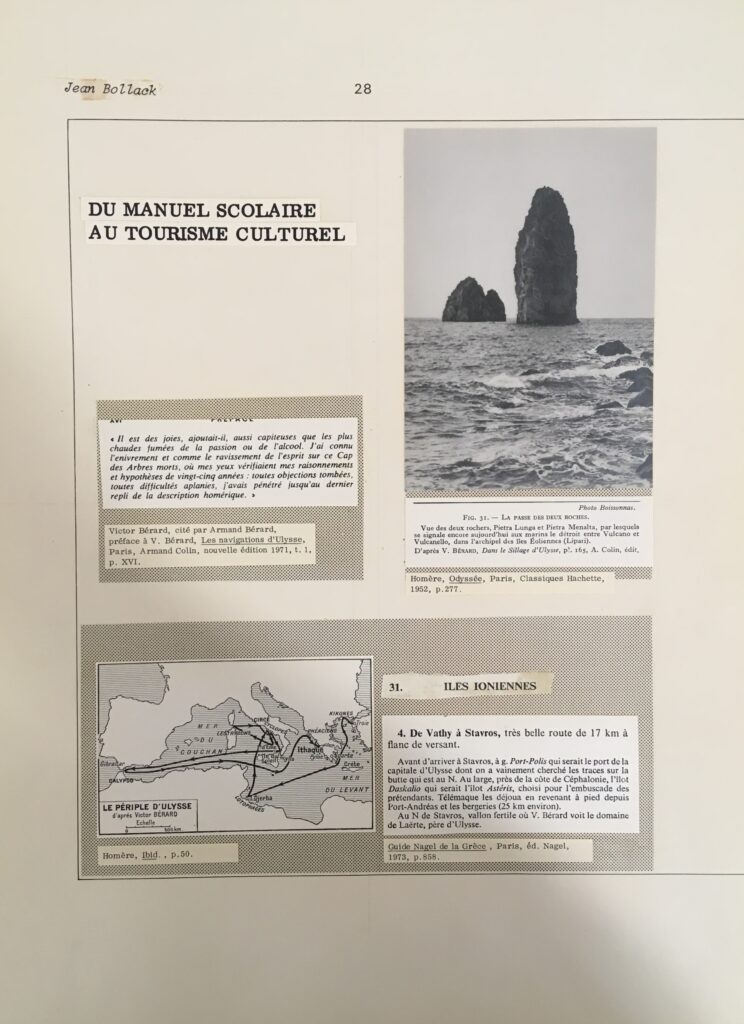 Jean Bollack
28
DU MANUEL SCOLAIRE
AU TOURISME CULTUREL
XVI PRÉFACE
« Il est des joies, ajoutait-il, aussi capiteuses que les plus
chaudes fumées de la passion ou de l'alcool. J'ai connu
l'enivrement et comme le ravissement de l'esprit sur ce Cap
des Arbres morts, où mes yeux vérifiaient mes raisonnements
et hypothèses de vingt-cinq années : toutes objections tombées,
toutes difficultés aplanies, j'avais pénétré jusqu'au dernier
repli de la description homérique. »
Victor Bérard, cité par Armand Bérard,
préface à V. Bérard, Les navigations d'Ulysse,
Paris, Armand Colin, nouvelle édition 1971, t. 1,
p. XVI.
Photo Boissonnas.
FIG. 31. — LA PASSE DES DEUX ROCHES.
Vue des deux rochers, Pietra Lunga et Pietra Menalta, par lesquels
se signale encore aujourd'hui aux marins le détroit entre Vulcano et
Vulcanello, dans l'archipel des Iles Éoliennes (Lipari).
D'après V. BÉRARD, Dans le Sillage d'Ulysse, pl. 165, A. Colin, édit.
Homère, Odyssée, Paris, Classiques Hachette,
1952, p.277.
MER
DU
COUCHANT
LESTRYGONS
CIRCÉ
CYCLOPES
PHÉACIENS
KIKONES
Troie
Ithaque
Gibraltar
CALYPSO
Crète
MER
DU LEVANT
Djerba
LOTOPHAGES
LE PÉRIPLE D'ULYSSE
d'après Victor BÉRARD
Echelle
0 500 km.
Homère, Ibid. , p.50.
31. ILES IONIENNES
4. De Vathy à Stavros, très belle route de 17 km à
flanc de versant.
Avant d'arriver à Stavros, à g. Port-Polis qui serait le port de la
capitale d'Ulysse dont on a vainement cherché les traces sur la
butte qui est au N. Au large, près de la côte de Céphalonie, l'îlot
Daskalio qui serait l'îlot Astéris, choisi pour l'embuscade des
prétendants. Télémaque les déjoua en revenant à pied depuis
Port-Andréas et les bergeries (25 km environ).
Au N de Stavros, vallon fertile où V. Bérard voit le domaine
de Laërte, père d'Ulysse.
Guide Nagel de la Grèce , Paris, éd. Nagel,
1973, p.858.